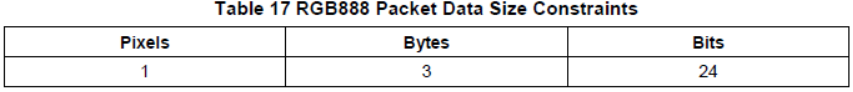 Table 17 RGB888 Packet Data Size Constraints
Pixels Bytes Bits
1 3 24